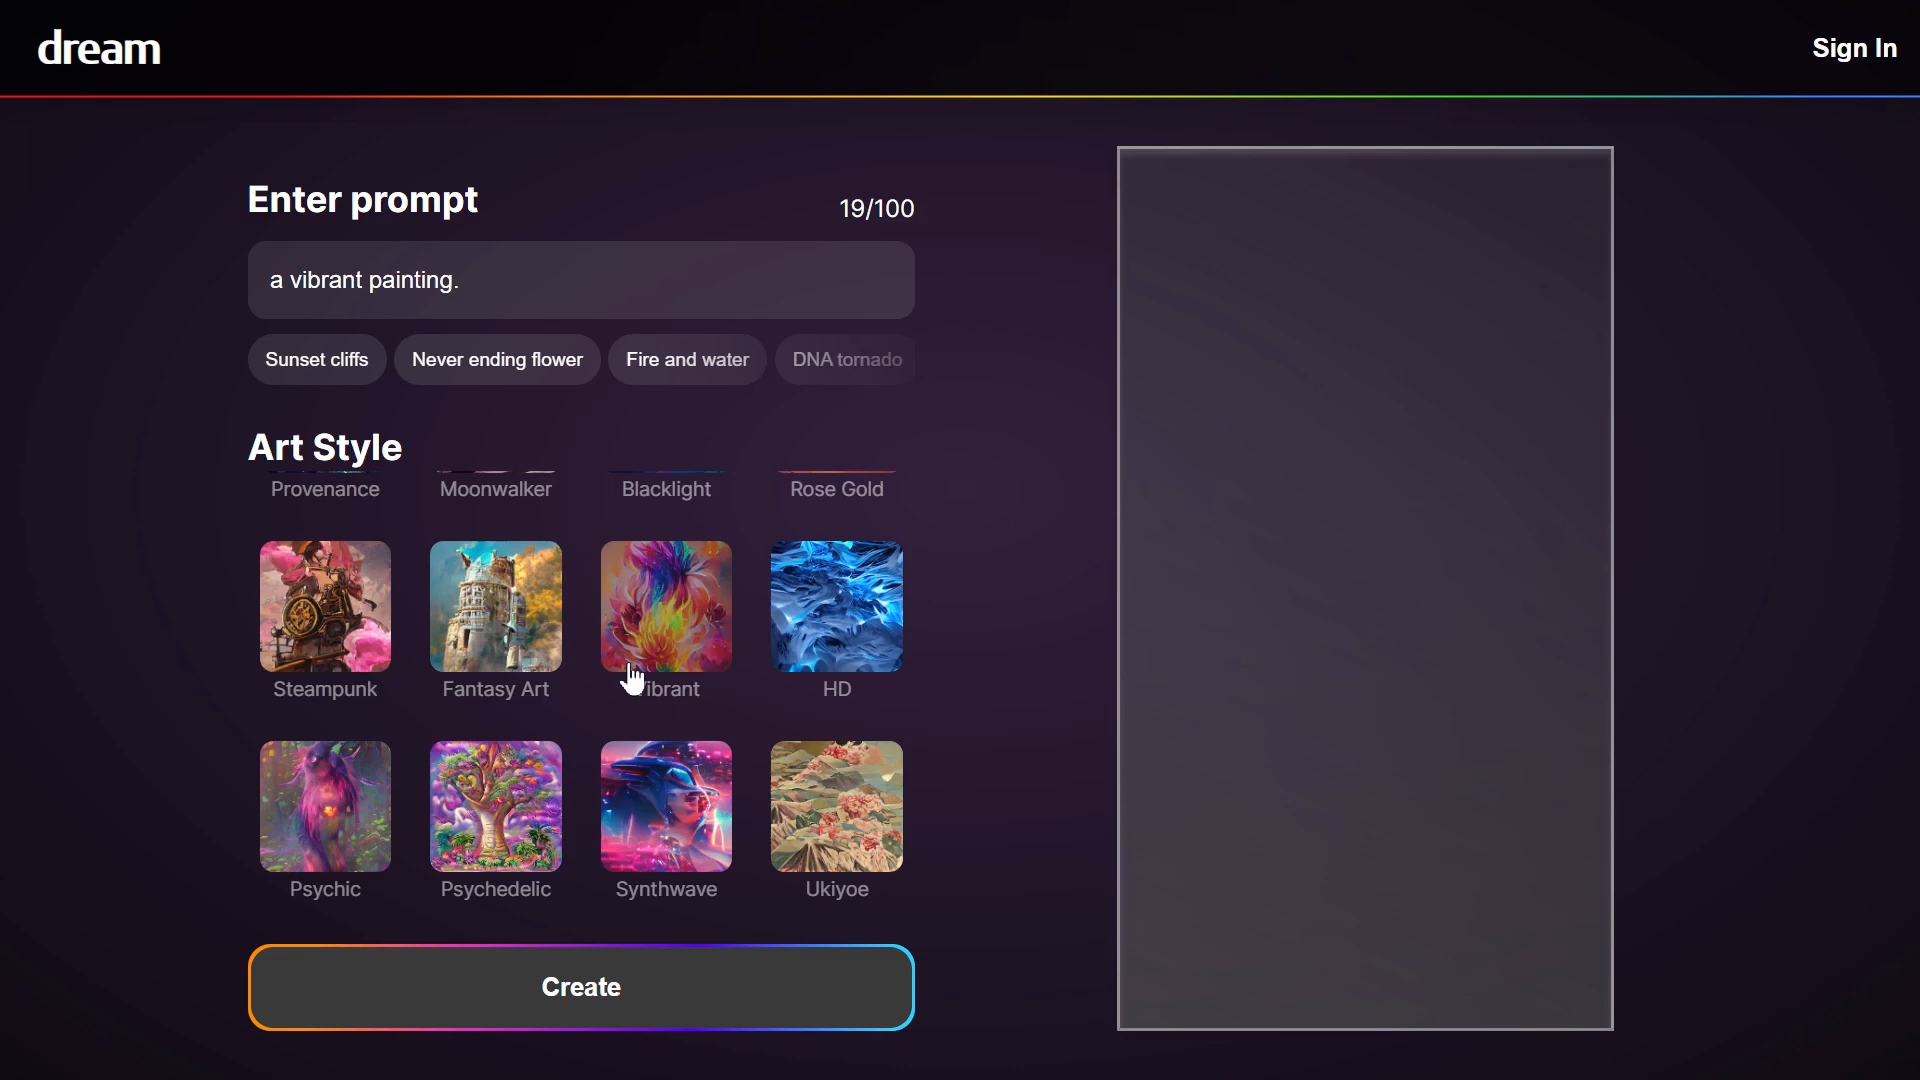 dream
Sign In
Enter prompt
19/100
a vibrant painting.
Sunset cliffs
Never ending flower
Fire and water
DNA tornado
Art Style
Provenance
Moonwalker
Blacklight
Rose Gold
Steampunk
Fantasy Art
Vibrant
HD
Psychic
Psychedelic
Synthwave
Ukiyoe
Create